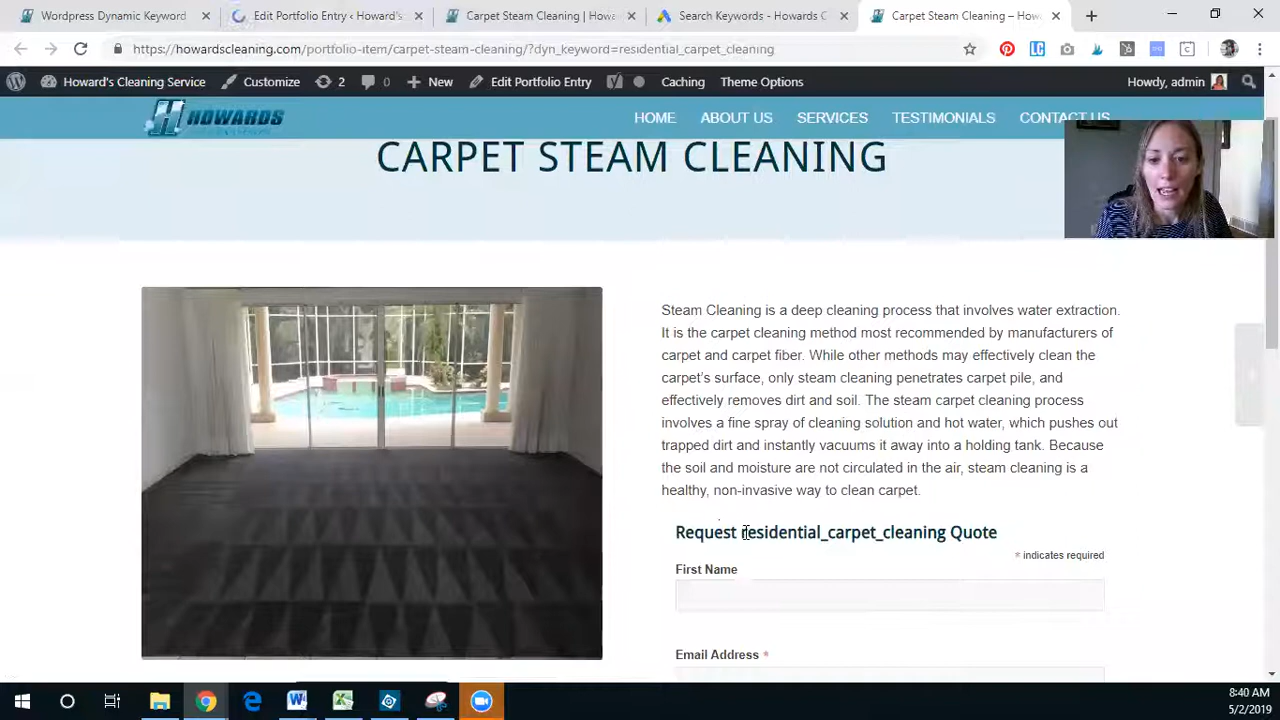 Wordpress Dynamic Keyword
Edit Portfolio Entry ‹ Howard's
Carpet Steam Cleaning | Howa
Search Keywords - Howards C
Carpet Steam Cleaning – How
https://howardscleaning.com/portfolio-item/carpet-steam-cleaning/?dyn_keyword=residential_carpet_cleaning
Howard's Cleaning Service
Customize
2
0
New
Edit Portfolio Entry
Caching
Theme Options
Howdy, admin
HOWARDS
HOME
ABOUT US
SERVICES
TESTIMONIALS
CONTACT US
CARPET STEAM CLEANING
Steam Cleaning is a deep cleaning process that involves water extraction.
It is the carpet cleaning method most recommended by manufacturers of
carpet and carpet fiber. While other methods may effectively clean the
carpet's surface, only steam cleaning penetrates carpet pile, and
effectively removes dirt and soil. The steam carpet cleaning process
involves a fine spray of cleaning solution and hot water, which pushes out
trapped dirt and instantly vacuums it away into a holding tank. Because
the soil and moisture are not circulated in the air, steam cleaning is a
healthy, non-invasive way to clean carpet.
Request residential_carpet_cleaning Quote
* indicates required
First Name
Email Address *
8:40 AM
5/2/2019